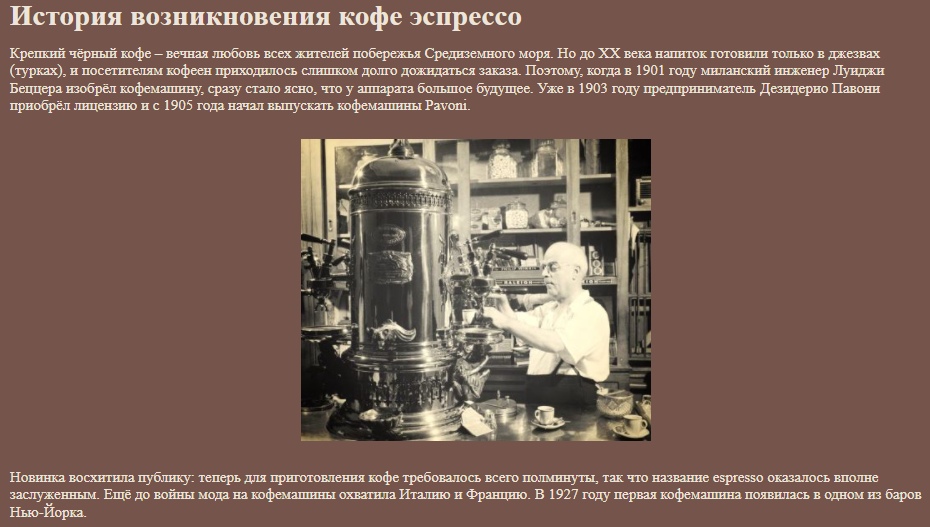 История возникновения кофе эспрессо
Крепкий чёрный кофе – вечная любовь всех жителей побережья Средиземного моря. Но до XX века напиток готовили только в джезвах
(турках), и посетителям кофеен приходилось слишком долго дожидаться заказа. Поэтому, когда в 1901 году миланский инженер Луиджи
Беццера изобрёл кофемашину, сразу стало ясно, что у аппарата большое будущее. Уже в 1903 году предприниматель Дезидерио Павони
приобрёл лицензию и с 1905 года начал выпускать кофемашины Pavoni.
Новинка восхитила публику: теперь для приготовления кофе требовалось всего полминуты, так что название espresso оказалось вполне
заслуженным. Ещё до войны мода на кофемашины охватила Италию и Францию. В 1927 году первая кофемашина появилась в одном из баров
Нью-Йорка.